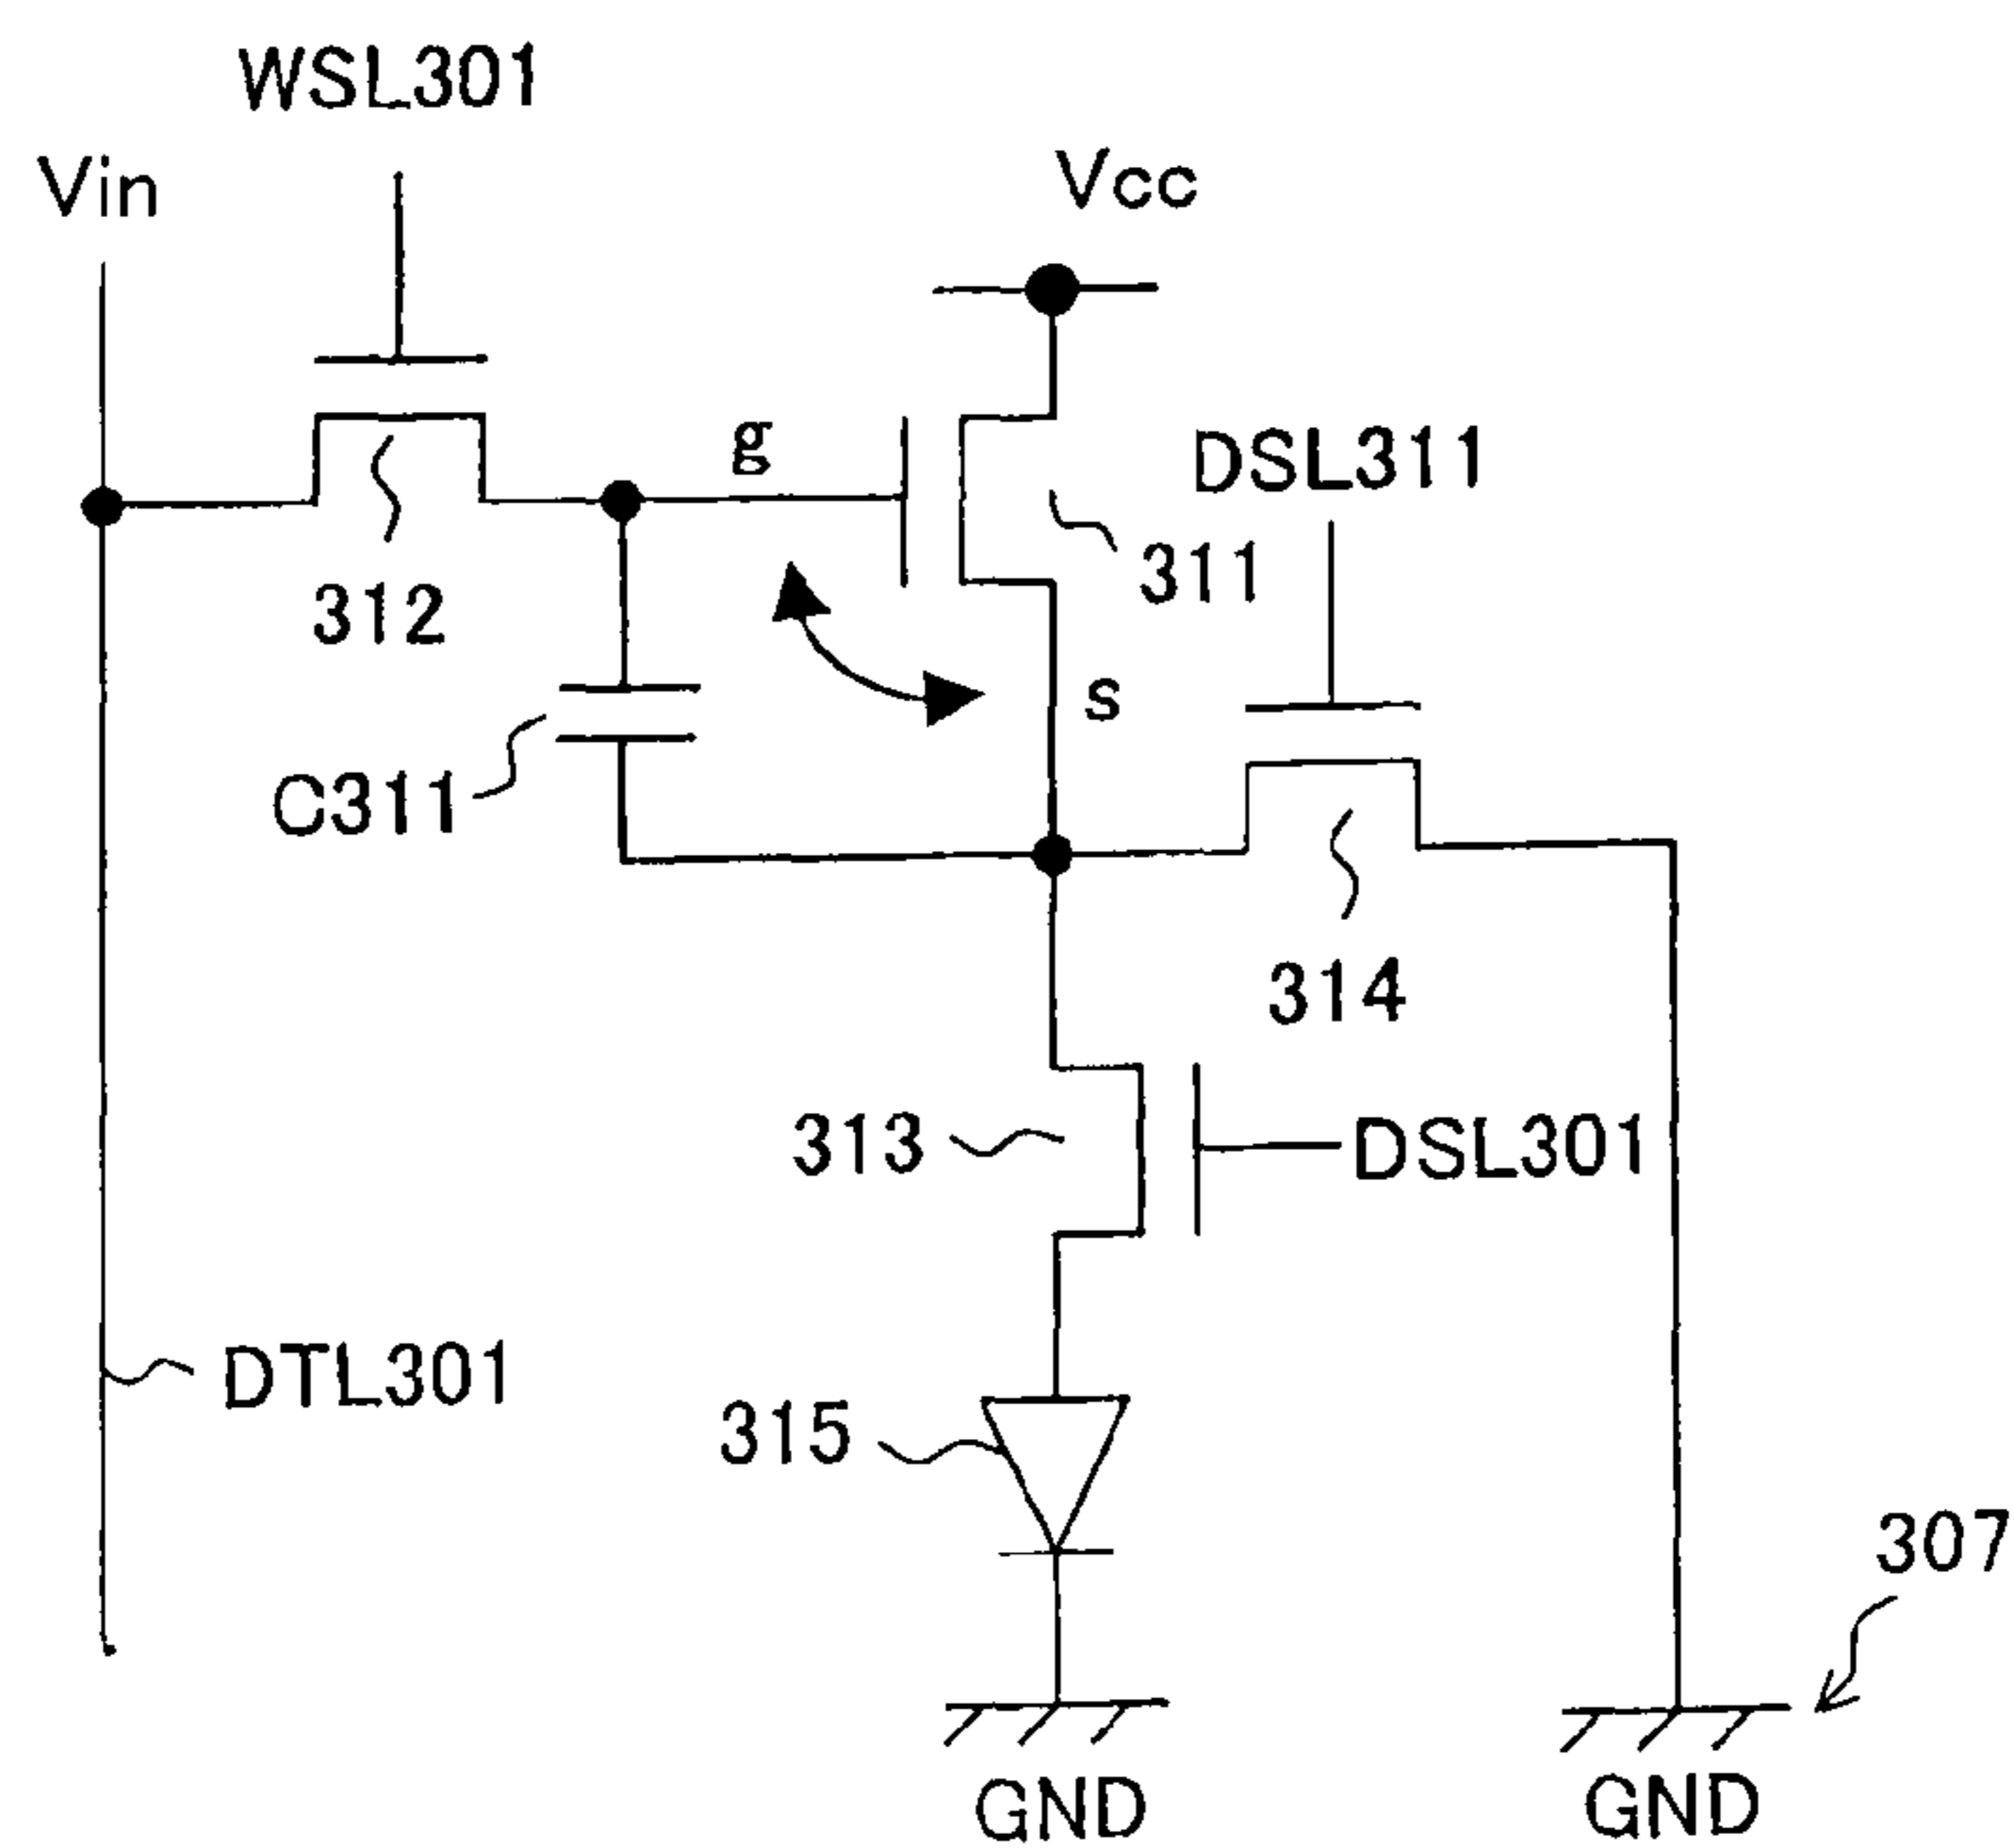 WSL301
Vin
Vcc
g
DSL311
311
312
s
C311
314
313
DSL301
DTL301
315
307
GND
GND